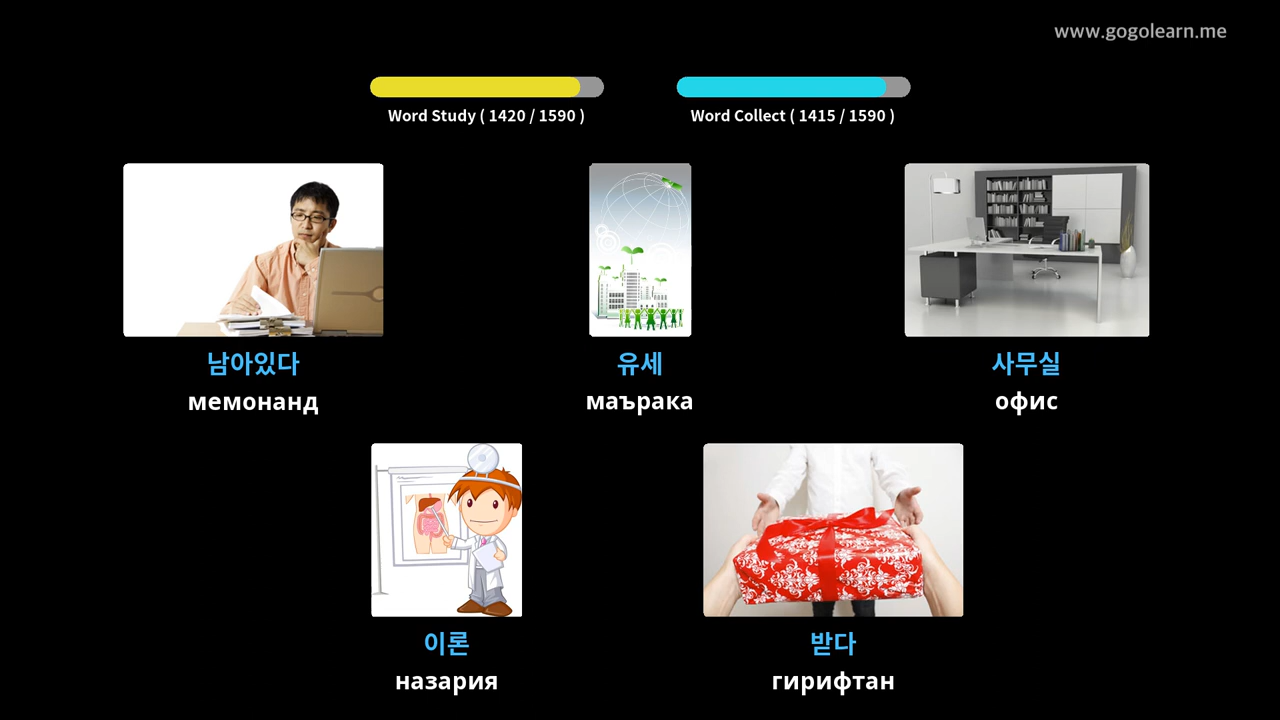 www.gogolearn.me
Word Study ( 1420 / 1590 )
Word Collect ( 1415 / 1590 )
남아있다
мемонанд
유세
маърака
사무실
офис
이론
назария
받다
гирифтан